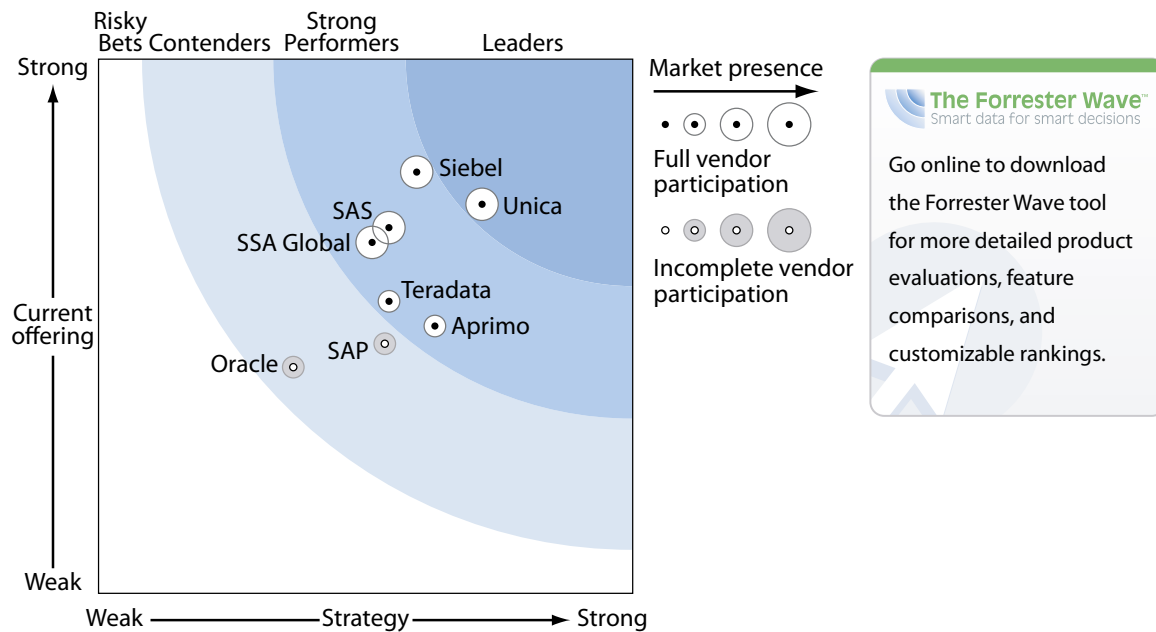 Risky
Bets
Contenders
Strong
Performers
Leaders
Strong
Current
offering
Weak
Siebel
Unica
SAS
SSA Global
Teradata
Aprimo
SAP
Oracle
Weak
Strategy
Strong
Market presence
Full vendor
participation
Incomplete vendor
participation
The Forrester Wave™
Smart data for smart decisions
Go online to download
the Forrester Wave tool
for more detailed product
evaluations, feature
comparisons, and
customizable rankings.